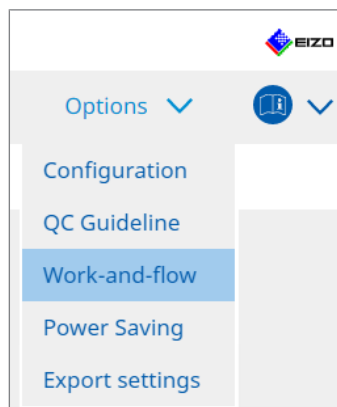 EIZO
Options
Configuration
QC Guideline
Work-and-flow
Power Saving
Export settings